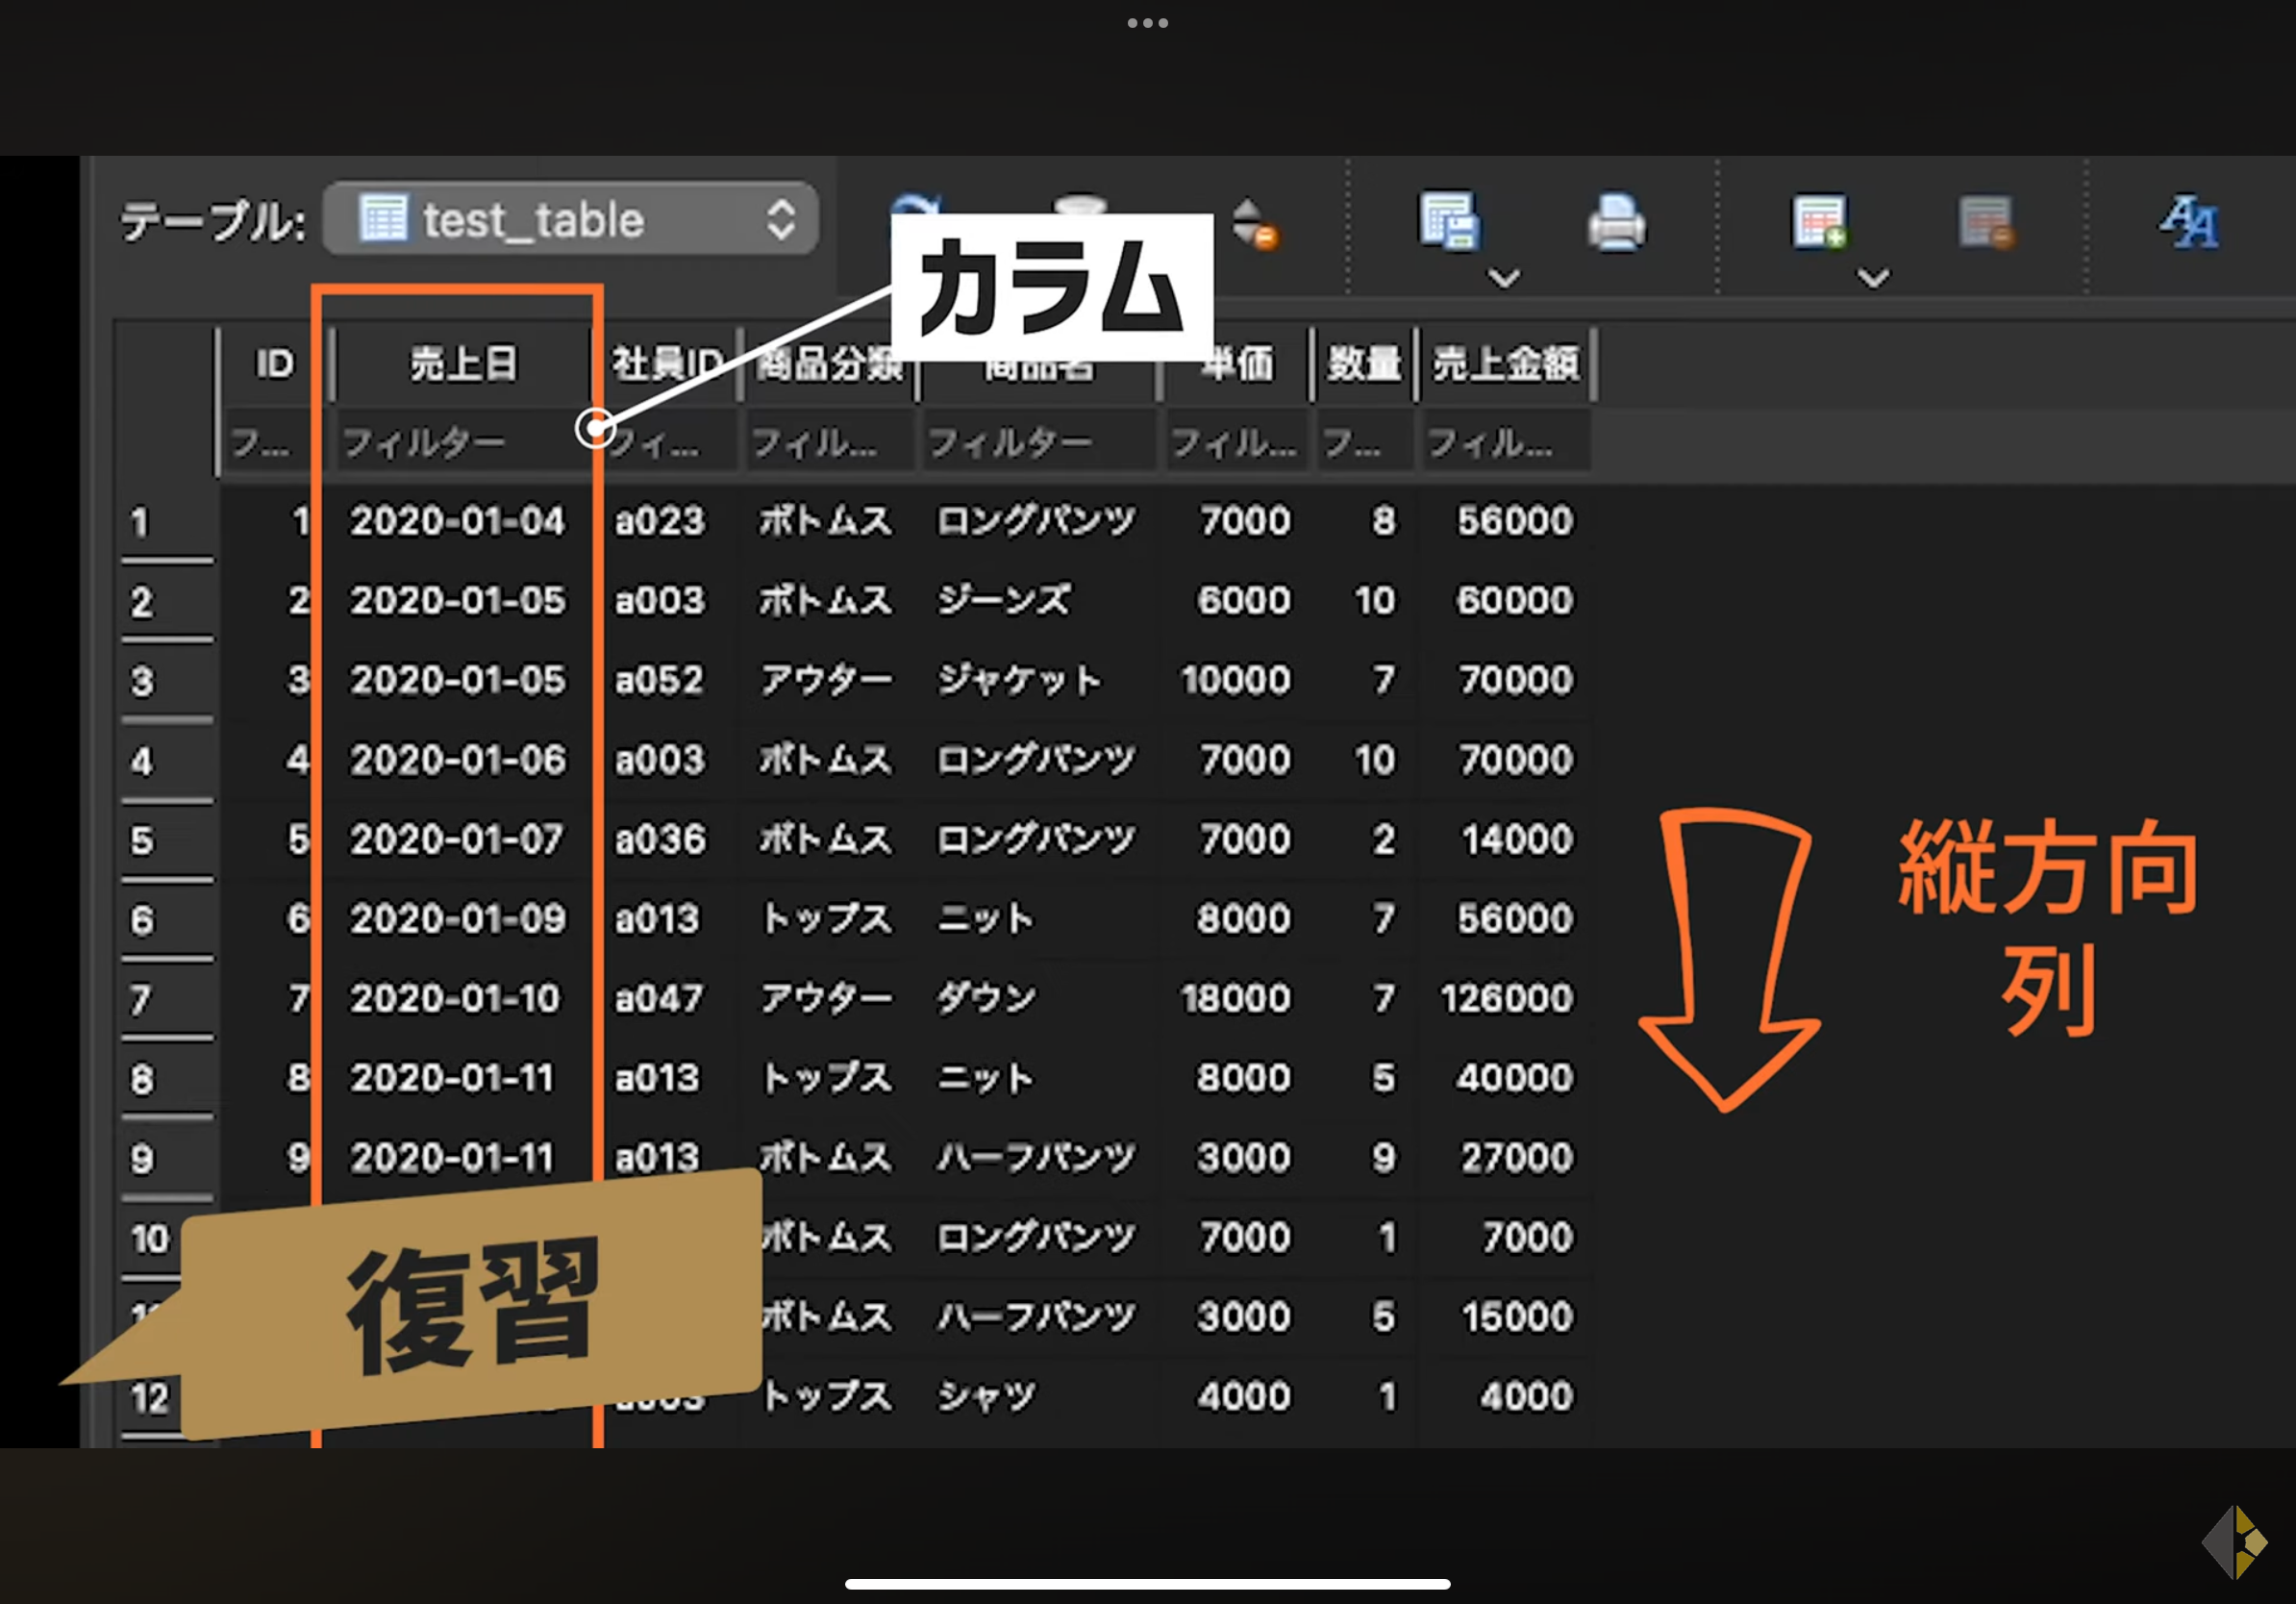 テーブル: test_table
カラム
ID 売上日 社員ID 商品分類 商品名 単価 数量 売上金額
フ... フィルター フィ... フィル... フィルター フィル... フ... フィル...
1 1 2020-01-04 a023 ボトムス ロングパンツ 7000 8 56000
2 2 2020-01-05 a003 ボトムス ジーンズ 6000 10 60000
3 3 2020-01-05 a052 アウター ジャケット 10000 7 70000
4 4 2020-01-06 a003 ボトムス ロングパンツ 7000 10 70000
5 5 2020-01-07 a036 ボトムス ロングパンツ 7000 2 14000
6 6 2020-01-09 a013 トップス ニット 8000 7 56000
7 7 2020-01-10 a047 アウター ダウン 18000 7 126000
8 8 2020-01-11 a013 トップス ニット 8000 5 40000
9 9 2020-01-11 a013 ボトムス ハーフパンツ 3000 9 27000
10 ボトムス ロングパンツ 7000 1 7000
ボトムス ハーフパンツ 3000 5 15000
12 トップス シャツ 4000 1 4000
縦方向
列
復習